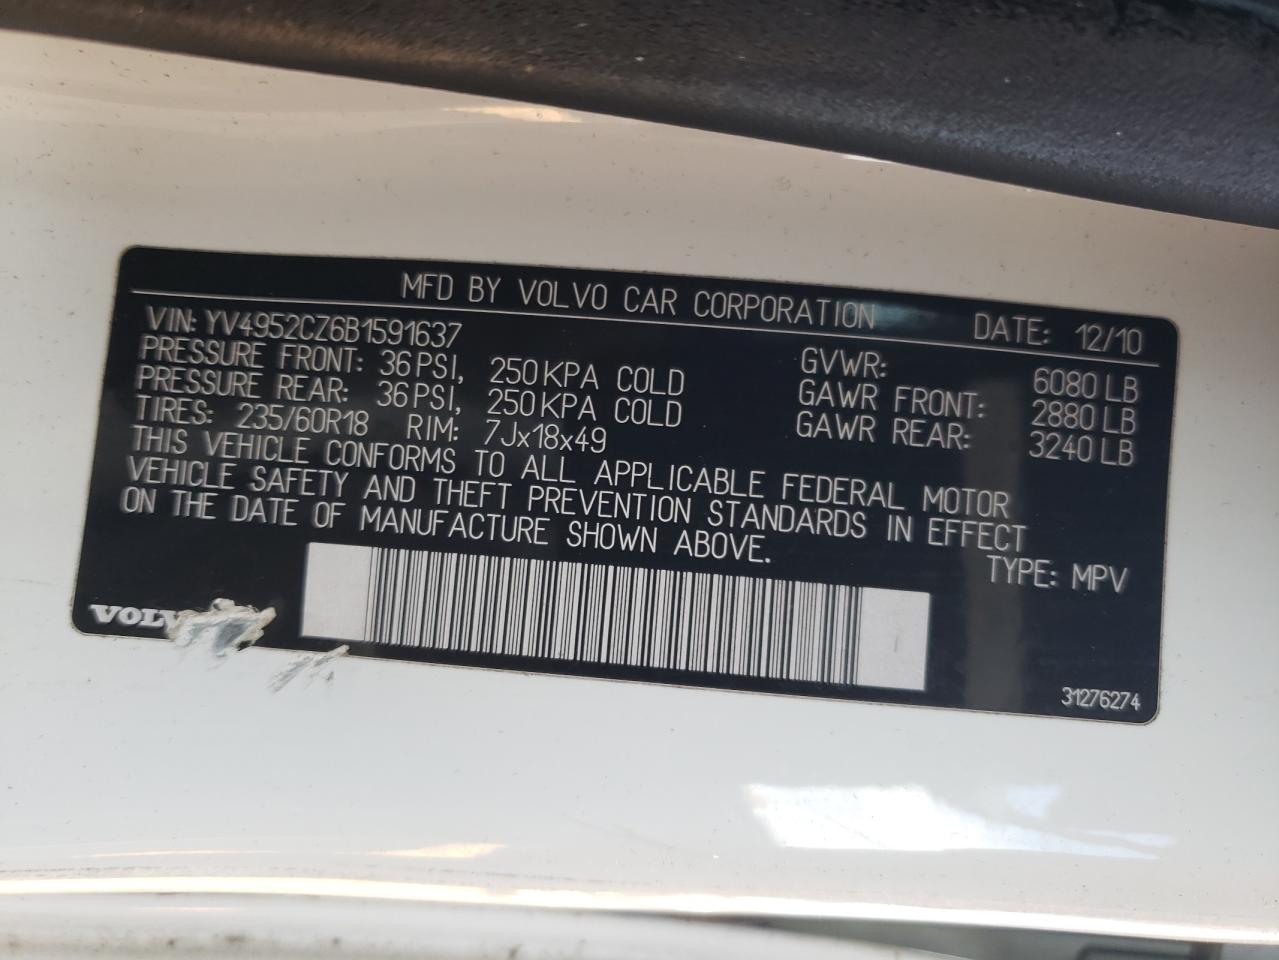 MFD BY VOLVO CAR CORPORATION DATE: 12/10
VIN: YV4952CZ6B1591637
PRESSURE FRONT: 36 PSI, 250 KPA COLD GVWR: 6080 LB
PRESSURE REAR: 36 PSI, 250 KPA COLD GAWR FRONT: 2880 LB
TIRES: 235/60R18 RIM: 7Jx18x49 GAWR REAR: 3240 LB
THIS VEHICLE CONFORMS TO ALL APPLICABLE FEDERAL MOTOR
VEHICLE SAFETY AND THEFT PREVENTION STANDARDS IN EFFECT
ON THE DATE OF MANUFACTURE SHOWN ABOVE.
TYPE: MPV
31276274